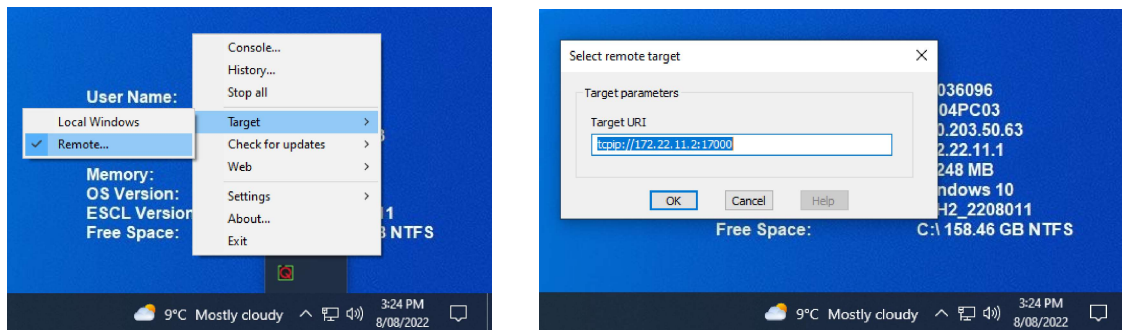 Console...
History...
Stop all
User Name:
Local Windows
Target
Remote...
Check for updates
Web
Memory:
OS Version:
Settings
ESCL Version
About...
11
Free Space:
Exit
3 NTFS
9°C Mostly cloudy
3:24 PM
8/08/2022
Select remote target
Target parameters
Target URI
tcpip://172.22.11.2:17000
OK
Cancel
Help
036096
04PC03
0.203.50.63
2.22.11.1
248 MB
ndows 10
H2_2208011
Free Space:
C:\ 158.46 GB NTFS
9°C Mostly cloudy
3:24 PM
8/08/2022